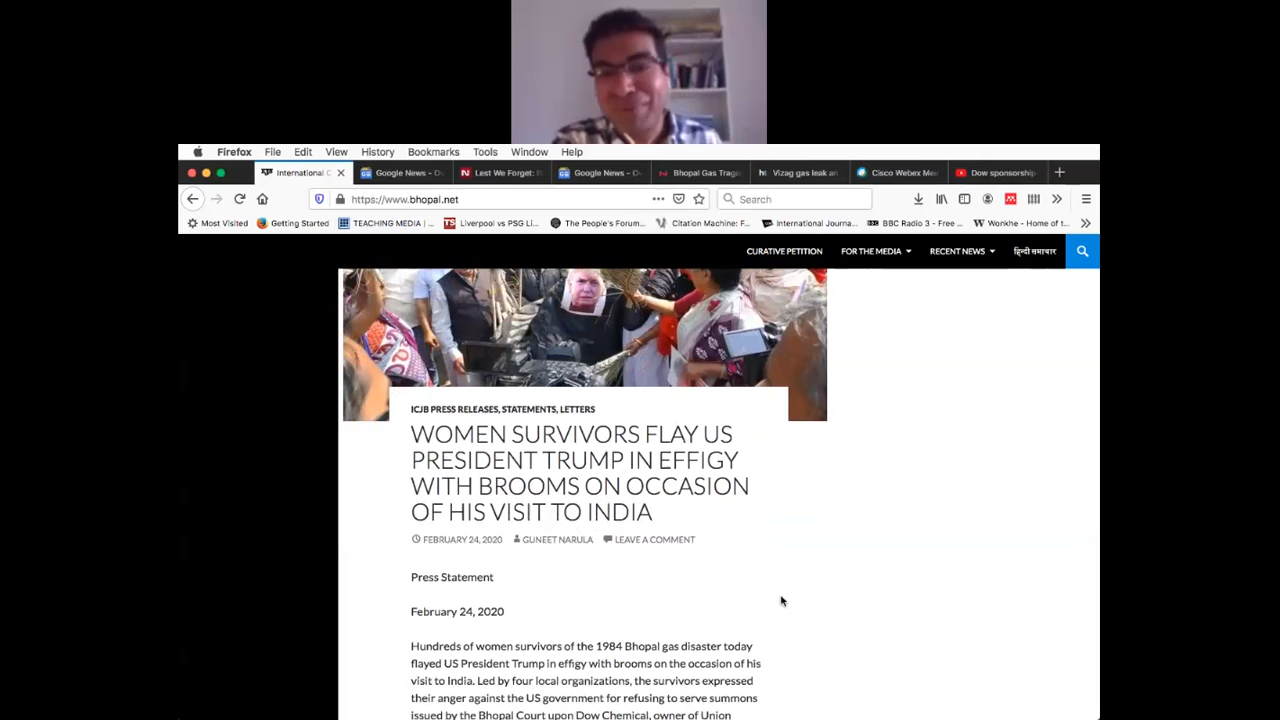 Firefox File Edit View History Bookmarks Tools Window Help
International C Google News - Ov Lest We Forget: B Google News - Ov Bhopal Gas Trage Vizag gas leak an Cisco Webex Mee Dow sponsorship
https://www.bhopal.net Search
Most Visited Getting Started TEACHING MEDIA | ... Liverpool vs PSG Li... The People's Forum... Citation Machine: F... International Journa... BBC Radio 3 - Free ... Wonkhe - Home of t...
CURATIVE PETITION FOR THE MEDIA RECENT NEWS हिन्दी समाचार
ICJB PRESS RELEASES, STATEMENTS, LETTERS
WOMEN SURVIVORS FLAY US
PRESIDENT TRUMP IN EFFIGY
WITH BROOMS ON OCCASION
OF HIS VISIT TO INDIA
FEBRUARY 24, 2020 GUNEET NARULA LEAVE A COMMENT
Press Statement
February 24, 2020
Hundreds of women survivors of the 1984 Bhopal gas disaster today
flayed US President Trump in effigy with brooms on the occasion of his
visit to India. Led by four local organizations, the survivors expressed
their anger against the US government for refusing to serve summons
issued by the Bhopal Court upon Dow Chemical, owner of Union